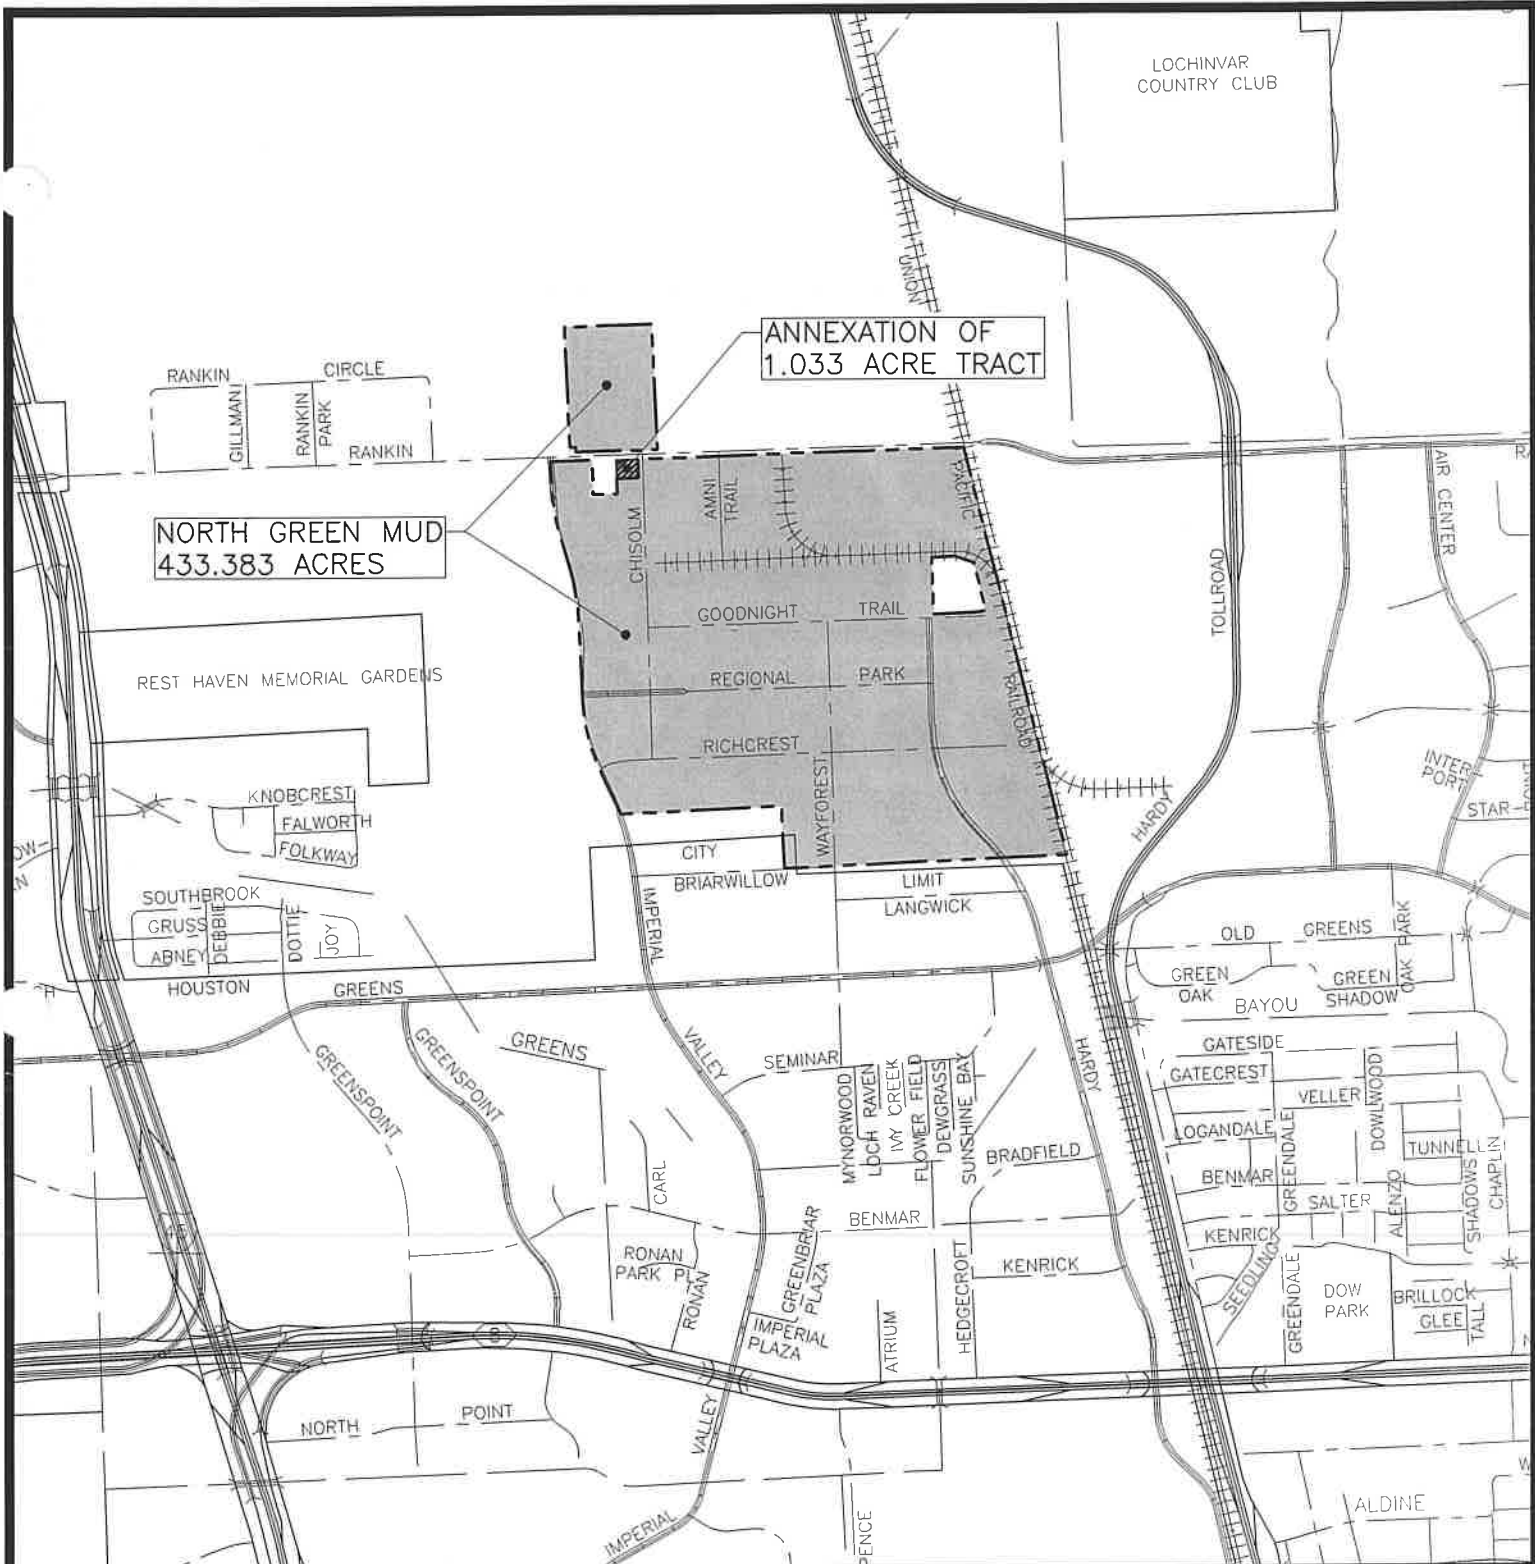 LOCHINVAR
COUNTRY CLUB
UNION
ANNEXATION OF
1.033 ACRE TRACT
RANKIN
CIRCLE
GILLMAN
RANKIN
PARK
RANKIN
AMNI
TRAIL
PACIFIC
AIR CENTER
NORTH GREEN MUD
433.383 ACRES
CHISOLM
GOODNIGHT
TRAIL
TOLLROAD
REST HAVEN MEMORIAL GARDENS
REGIONAL
PARK
RAILROAD
RICHCREST
WAYFOREST
INTER
PORT
KNOBCREST
FALWORTH
FOLKWAY
HARDY
STAR
POINT
CITY
BRIARWILLOW
LIMIT
LANGWICK
SOUTHBROOK
GRUSS
ABNEY
DEBBIE
DOTTIE
JOY
IMPERIAL
OLD
GREENS
OAK PARK
HOUSTON
GREENS
GREEN
OAK
GREEN
SHADOW
BAYOU
GREENSPOINT
GREENSPOINT
GREENS
VALLEY
SEMINAR
HARDY
GATESIDE
GATECREST
VELLER
DOWLWOOD
MYNORWOOD
LOCH RAVEN
IVY CREEK
FLOWER FIELD
DEWGRASS
SUNSHINE BAY
BRADFIELD
LOGANDALE
GREENDALE
TUNNELL
BENMAR
SALTER
ALENZO
SHADOWS
CHAPLIN
CARL
BENMAR
45
RONAN
PARK PL
RONAN
GREENBRIAR
PLAZA
HEDGECROFT
KENRICK
KENRICK
SEEDLING
GREENDALE
DOW
PARK
BRILLOCK
GLEE
TALL
8
IMPERIAL
PLAZA
ATRIUM
NORTH
POINT
VALLEY
IMPERIAL
PENCE
ALDINE